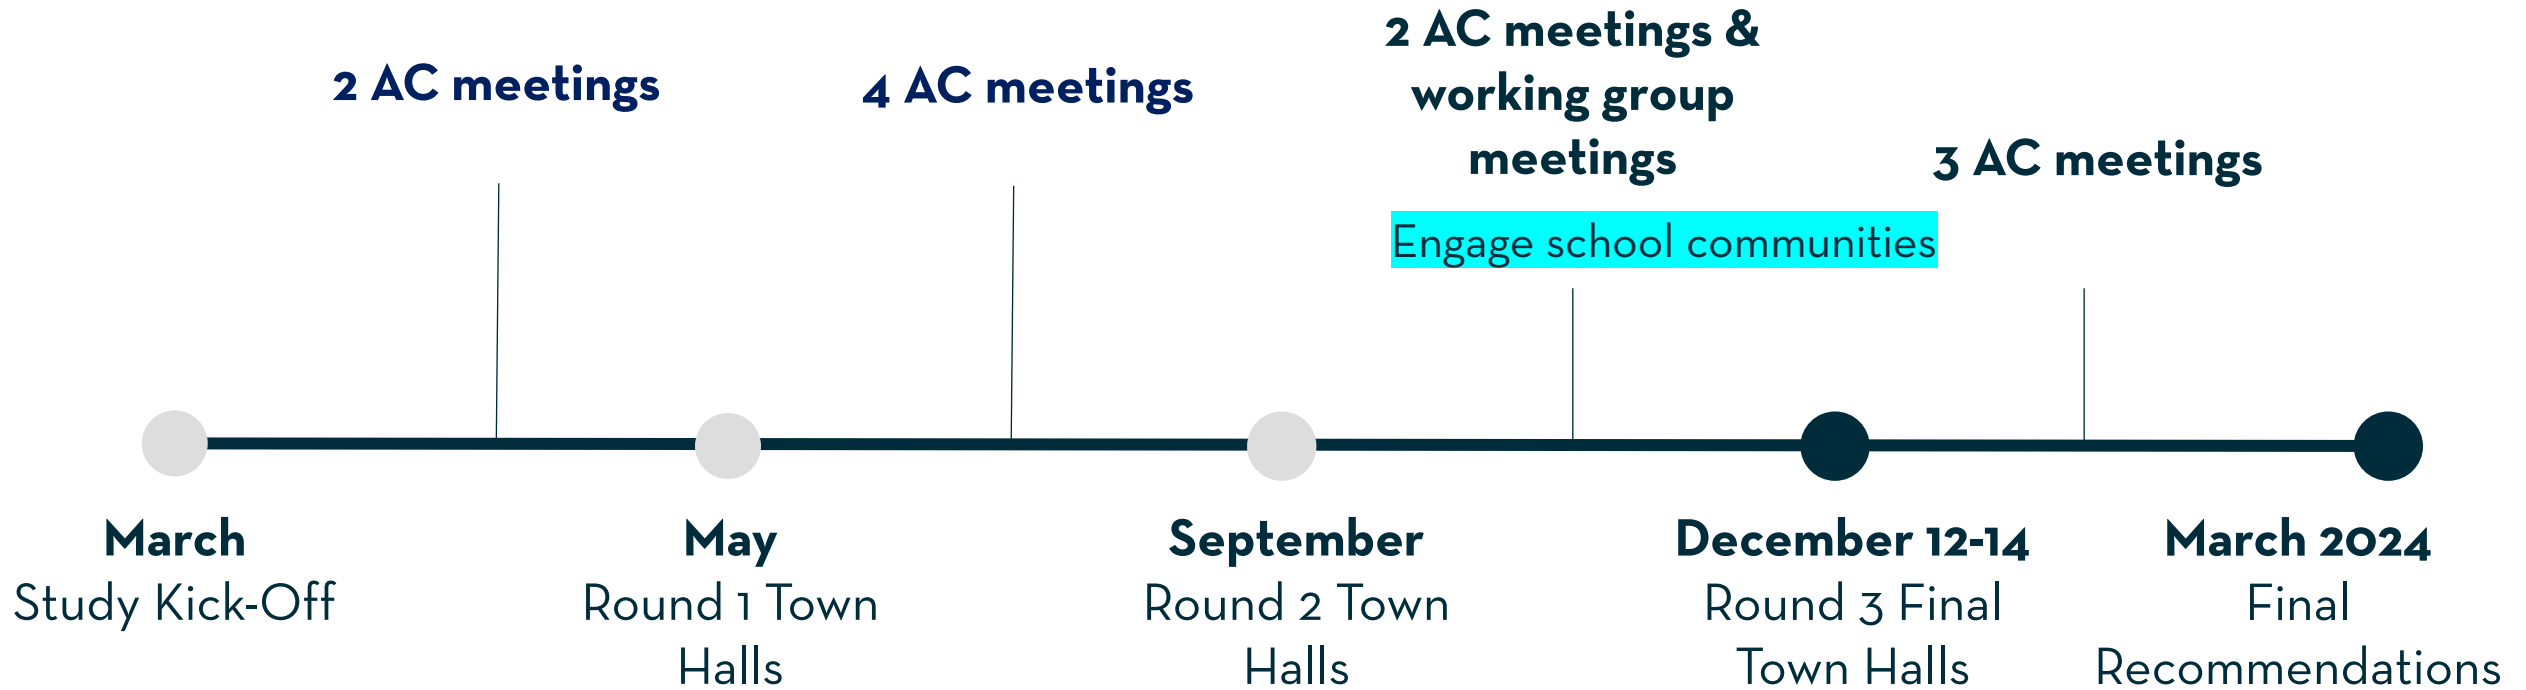 2 AC meetings
4 AC meetings
2 AC meetings &
working group
meetings
Engage school communities
3 AC meetings
March
Study Kick-Off
May
Round 1 Town
Halls
September
Round 2 Town
Halls
December 12-14
Round 3 Final
Town Halls
March 2024
Final
Recommendations